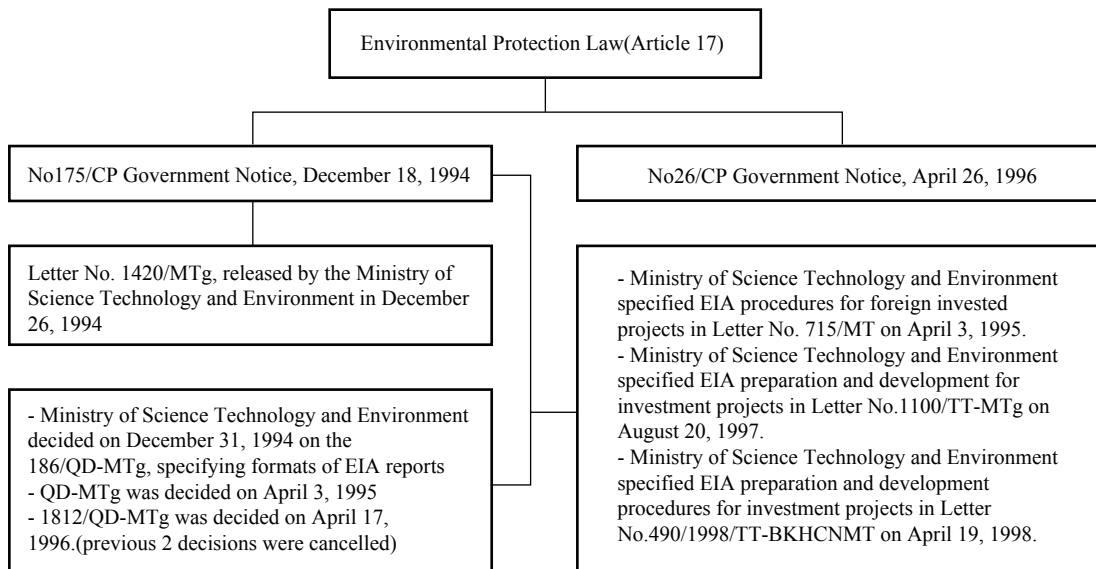 Environmental Protection Law(Article 17)
No175/CP Government Notice, December 18, 1994
No26/CP Government Notice, April 26, 1996
Letter No. 1420/MTg, released by the Ministry of
Science Technology and Environment in December
26, 1994
- Ministry of Science Technology and Environment
decided on December 31, 1994 on the
186/QD-MTg, specifying formats of EIA reports
- QD-MTg was decided on April 3, 1995
- 1812/QD-MTg was decided on April 17,
1996.(previous 2 decisions were cancelled)
- Ministry of Science Technology and Environment
specified EIA procedures for foreign invested
projects in Letter No. 715/MT on April 3, 1995.
- Ministry of Science Technology and Environment
specified EIA preparation and development for
investment projects in Letter No.1100/TT-MTg on
August 20, 1997.
- Ministry of Science Technology and Environment
specified EIA preparation and development
procedures for investment projects in Letter
No.490/1998/TT-BKHCNMT on April 19, 1998.